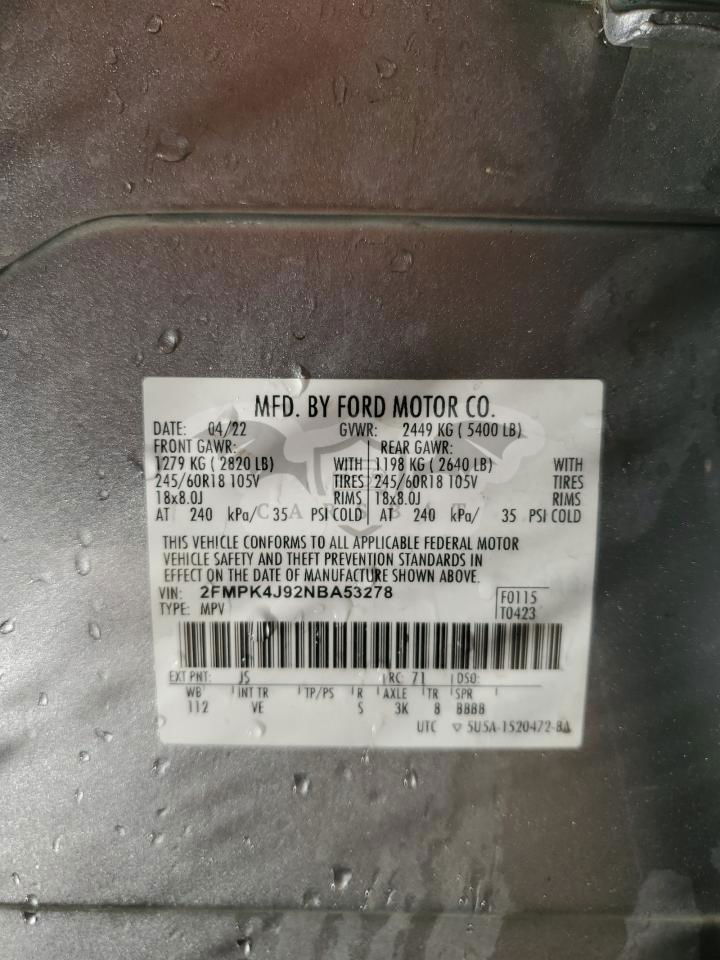 MFD. BY FORD MOTOR CO.
DATE: 04/22 GVWR: 2449 KG ( 5400 LB)
FRONT GAWR: REAR GAWR:
1279 KG ( 2820 LB) WITH 1198 KG ( 2640 LB) WITH
245/60R18 105V TIRES 245/60R18 105V TIRES
18x8.0J RIMS 18x8.0J RIMS
AT 240 kPa/ 35 PSI COLD AT 240 kPa/ 35 PSI COLD
THIS VEHICLE CONFORMS TO ALL APPLICABLE FEDERAL MOTOR
VEHICLE SAFETY AND THEFT PREVENTION STANDARDS IN
EFFECT ON THE DATE OF MANUFACTURE SHOWN ABOVE.
VIN: 2FMPK4J92NBA53278 F0115
TYPE: MPV T0423
EXT PNT: JS RC: 71 DSO:
WB INT TR TP/PS R AXLE TR SPR
112 VE S 3K 8 8888
UTC ▽ 5U5A-1520472-BA